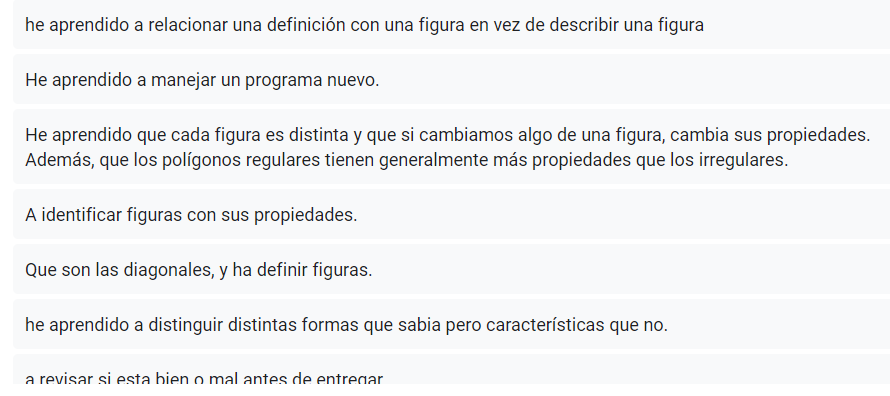 he aprendido a relacionar una definición con una figura en vez de describir una figura
He aprendido a manejar un programa nuevo.
He aprendido que cada figura es distinta y que si cambiamos algo de una figura, cambia sus propiedades.
Además, que los polígonos regulares tienen generalmente más propiedades que los irregulares.
A identificar figuras con sus propiedades.
Que son las diagonales, y ha definir figuras.
he aprendido a distinguir distintas formas que sabia pero características que no.
a revisar si esta bien o mal antes de entregar